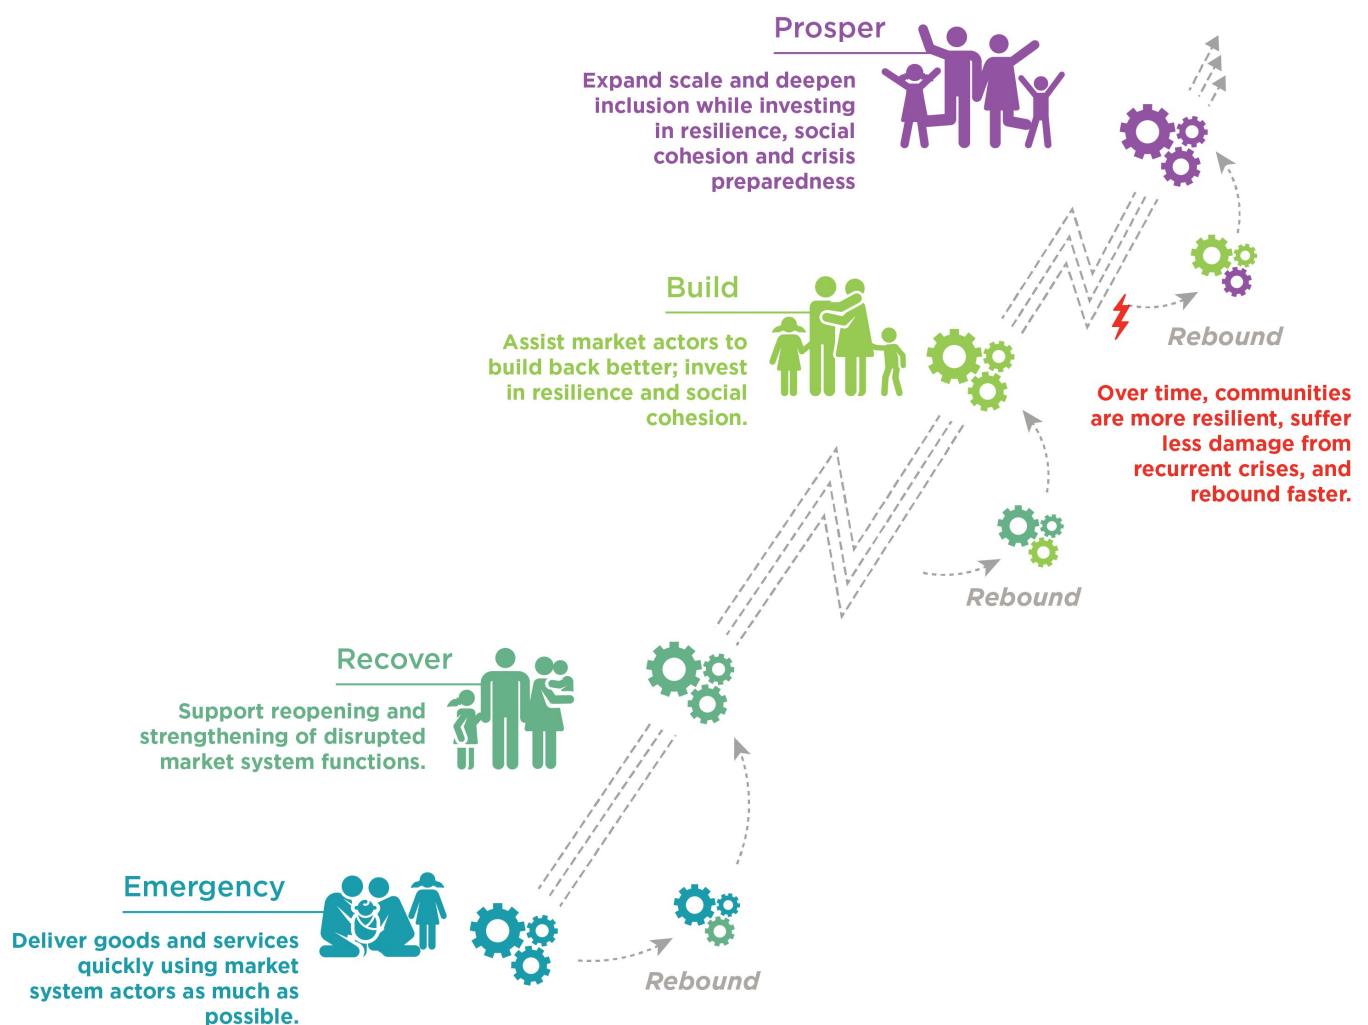 Prosper
Expand scale and deepen
inclusion while investing
in resilience, social
cohesion and crisis
preparedness
Build
Assist market actors to
build back better; invest
in resilience and social
cohesion.
Rebound
Over time, communities
are more resilient, suffer
less damage from
recurrent crises, and
rebound faster.
Rebound
Recover
Support reopening and
strengthening of disrupted
market system functions.
Emergency
Deliver goods and services
quickly using market
system actors as much as
possible.
Rebound